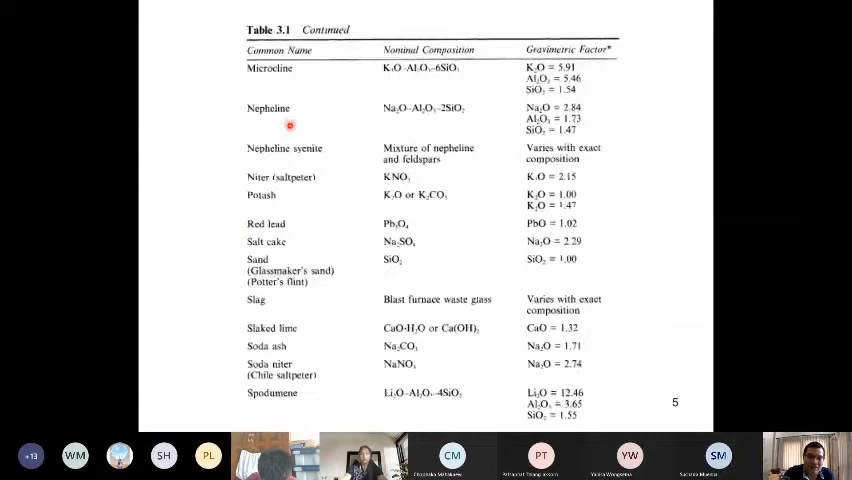 Table 3.1 Continued
Common Name Nominal Composition Gravimetric Factor*
Microcline K₂O–Al₂O₃–6SiO₂ K₂O = 5.91
Al₂O₃ = 5.46
SiO₂ = 1.54
Nepheline Na₂O–Al₂O₃–2SiO₂ Na₂O = 2.84
Al₂O₃ = 1.73
SiO₂ = 1.47
Nepheline syenite Mixture of nepheline Varies with exact
and feldspars composition
Niter (saltpeter) KNO₃ K₂O = 2.15
Potash K₂O or K₂CO₃ K₂O = 1.00
K₂O = 1.47
Red lead Pb₃O₄ PbO = 1.02
Salt cake Na₂SO₄ Na₂O = 2.29
Sand SiO₂ SiO₂ = 1.00
(Glassmaker's sand)
(Potter's flint)
Slag Blast furnace waste glass Varies with exact
composition
Slaked lime CaO·H₂O or Ca(OH)₂ CaO = 1.32
Soda ash Na₂CO₃ Na₂O = 1.71
Soda niter NaNO₃ Na₂O = 2.74
(Chile saltpeter)
Spodumene Li₂O–Al₂O₃–4SiO₂ Li₂O = 12.46
Al₂O₃ = 3.65
SiO₂ = 1.55
5
+13 WM SH PL CM PT YW SM